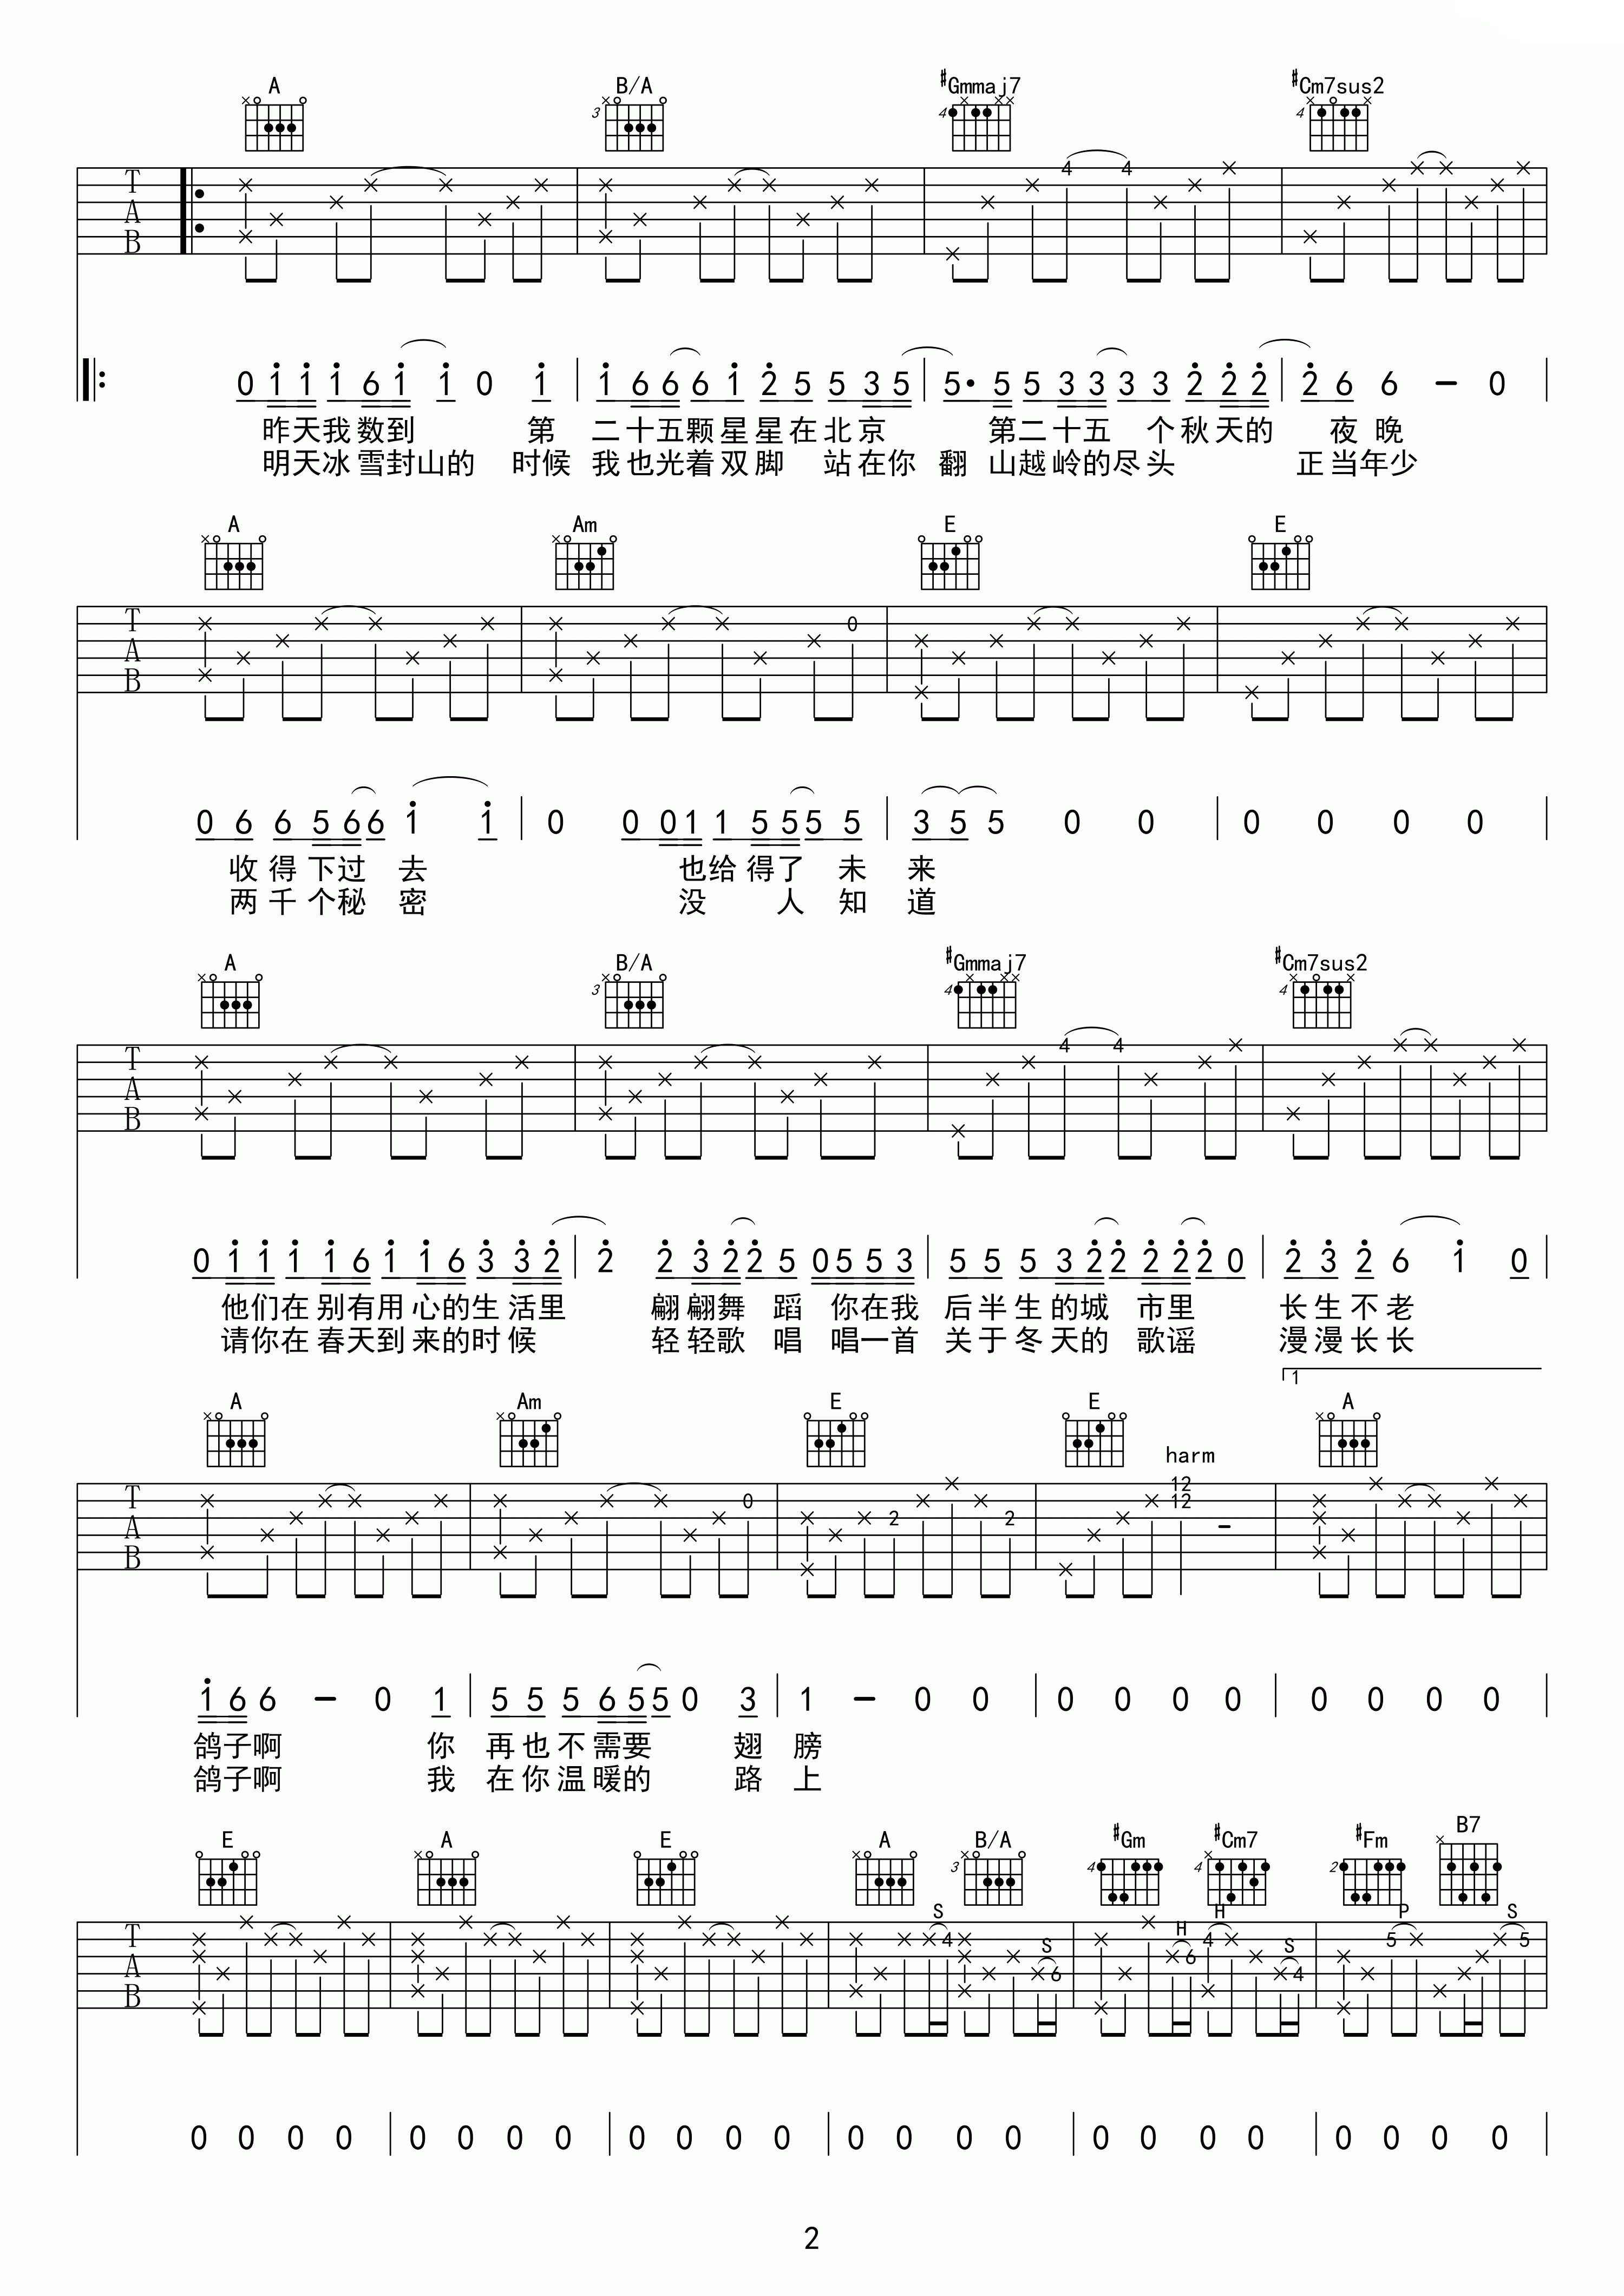 A B/A #Gmmaj7 #Cm7sus2
3 4 4
T A B 4 4
0 1 1 1 6 1 1 0 1 | 1 6 6 6 1 2 5 5 3 5 | 5· 5 5 3 3 3 3 2 2 2 | 2 6 6 - 0
昨天我数到 第 二十五颗星星在北京 第二十五 个秋天的 夜晚
明天冰雪封山的 时候 我也光着双脚 站在你 翻 山越岭的尽头 正当年少
A Am E E
T A B 0
0 6 6 5 6 6 1 1 | 0 0 0 1 1 5 5 5 5 | 3 5 5 0 0 | 0 0 0 0
收得下过 去 也给得了 未 来
两千个秘 密 没 人 知 道
A B/A #Gmmaj7 #Cm7sus2
3 4 4
T A B 4 4
0 1 1 1 1 6 1 1 6 3 3 2 | 2 2 3 2 2 5 0 5 5 3 | 5 5 5 3 2 2 2 2 2 0 | 2 3 2 6 1 0
他们在别有用心的生活里 翩翩舞 蹈 你在我 后半生的城 市里 长生不老
请你在春天到来的时候 轻轻歌 唱 唱一首 关于冬天的 歌谣 漫漫长长
1
A Am E E A
harm
T A B 0 2 2 12 12 -
1 6 6 - 0 1 | 5 5 5 6 5 5 0 3 | 1 - 0 0 | 0 0 0 0 | 0 0 0 0
鸽子啊 你 再也不需要 翅 膀
鸽子啊 我 在你温暖的 路 上
E A E A B/A #Gm #Cm7 #Fm B7
3 4 4 2
S S H H S P S
T A B 4 6 6 4 4 5 5
0 0 0 0 | 0 0 0 0 | 0 0 0 0 | 0 0 0 0 | 0 0 0 0 | 0 0 0 0
2